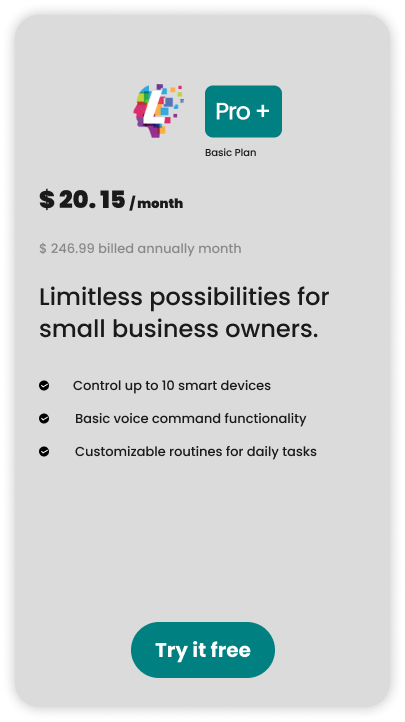 L
Pro +
Basic Plan
$ 20. 15 / month
$ 246.99 billed annually month
Limitless possibilities for
small business owners.
Control up to 10 smart devices
Basic voice command functionality
Customizable routines for daily tasks
Try it free